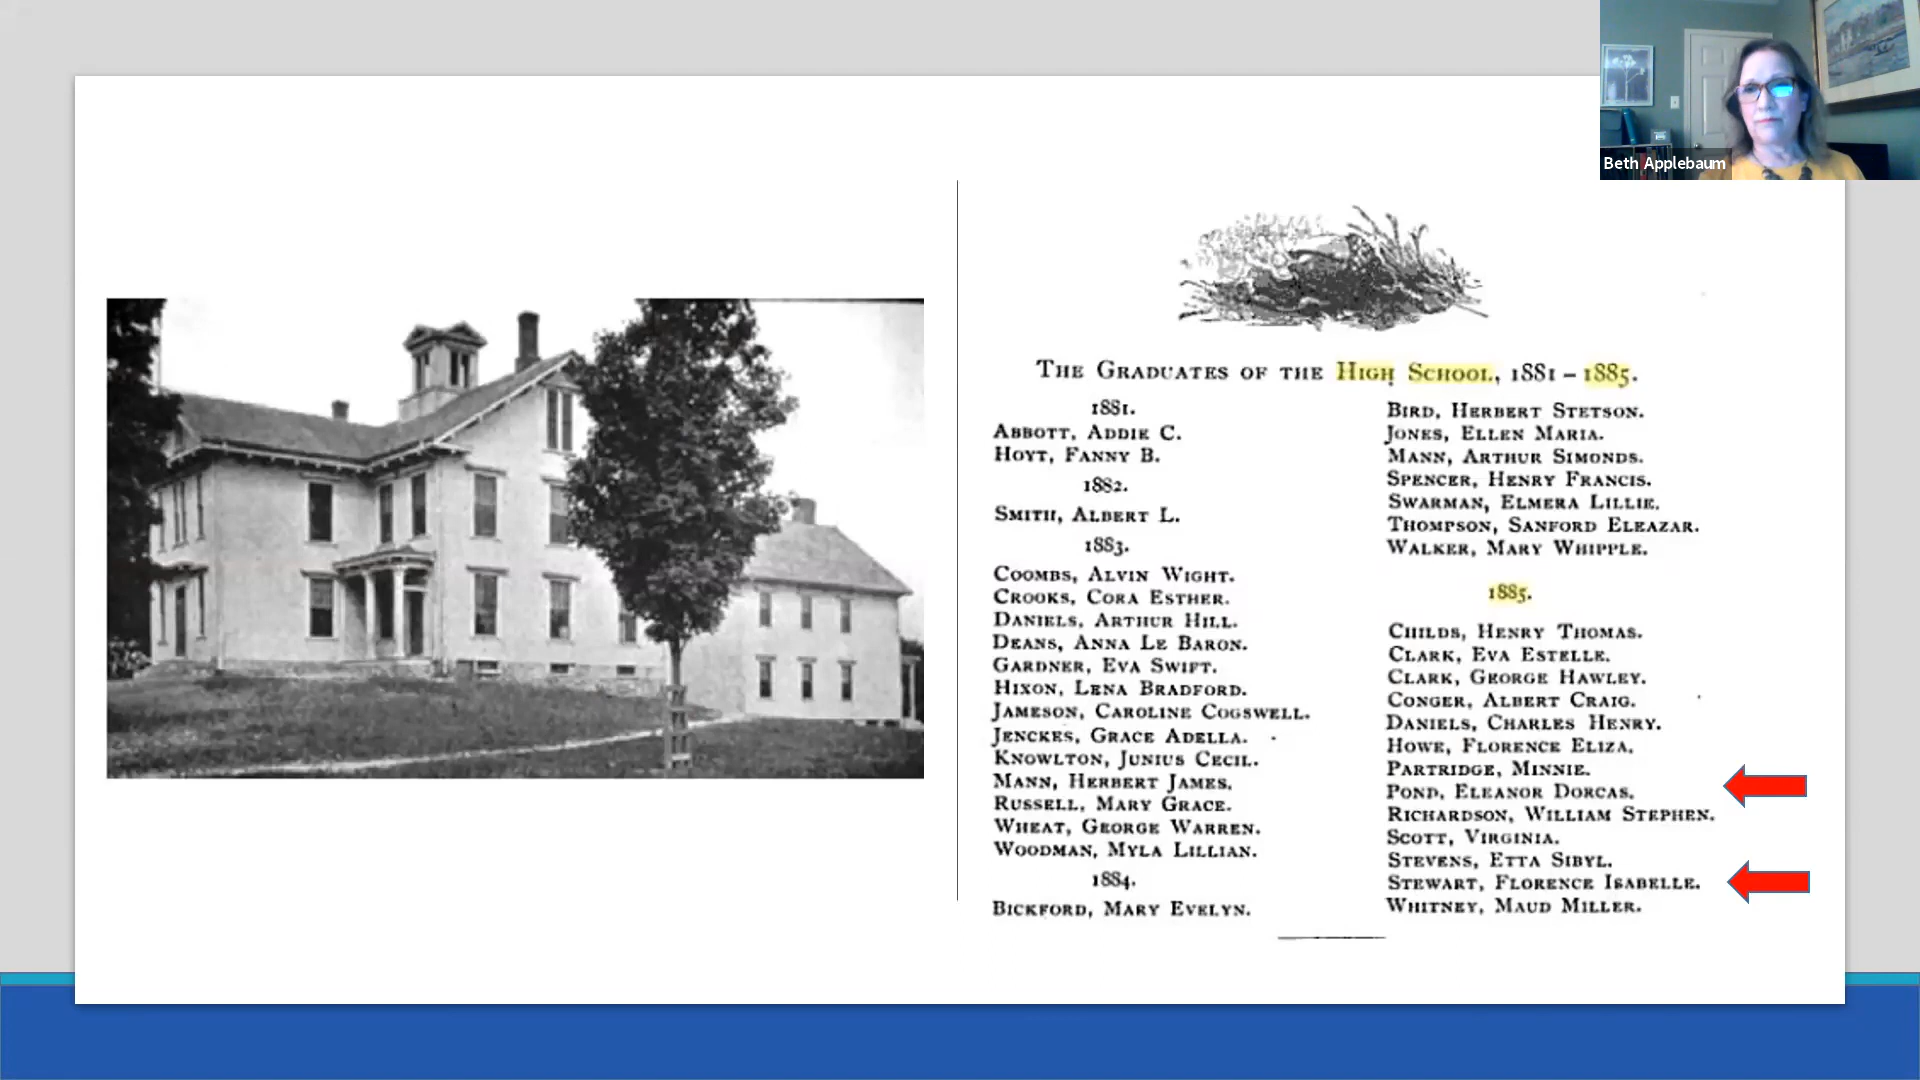 Beth Applebaum
THE GRADUATES OF THE HIGH SCHOOL, 1881 – 1885.
1881.
ABBOTT, ADDIE C.
HOYT, FANNY B.
1882.
SMITH, ALBERT L.
1883.
COOMBS, ALVIN WIGHT.
CROOKS, CORA ESTHER.
DANIELS, ARTHUR HILL.
DEANS, ANNA LE BARON.
GARDNER, EVA SWIFT.
HIXON, LENA BRADFORD.
JAMESON, CAROLINE COGSWELL.
JENCKES, GRACE ADELLA.
KNOWLTON, JUNIUS CECIL.
MANN, HERBERT JAMES.
RUSSELL, MARY GRACE.
WHEAT, GEORGE WARREN.
WOODMAN, MYLA LILLIAN.
1884.
BICKFORD, MARY EVELYN.
BIRD, HERBERT STETSON.
JONES, ELLEN MARIA.
MANN, ARTHUR SIMONDS.
SPENCER, HENRY FRANCIS.
SWARMAN, ELMERA LILLIE.
THOMPSON, SANFORD ELEAZAR.
WALKER, MARY WHIPPLE.
1885.
CHILDS, HENRY THOMAS.
CLARK, EVA ESTELLE.
CLARK, GEORGE HAWLEY.
CONGER, ALBERT CRAIG.
DANIELS, CHARLES HENRY.
HOWE, FLORENCE ELIZA.
PARTRIDGE, MINNIE.
POND, ELEANOR DORCAS.
RICHARDSON, WILLIAM STEPHEN.
SCOTT, VIRGINIA.
STEVENS, ETTA SIBYL.
STEWART, FLORENCE ISABELLE.
WHITNEY, MAUD MILLER.